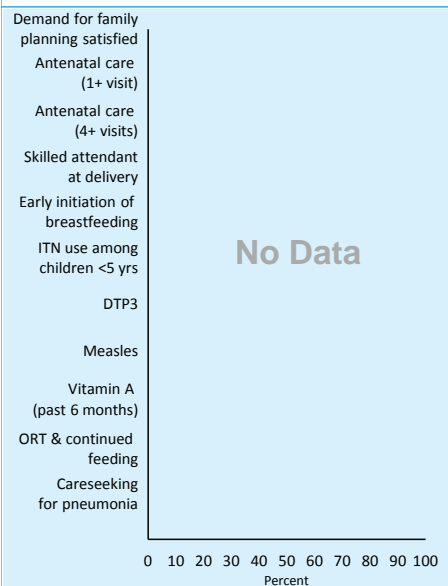 Demand for family
planning satisfied
Antenatal care
(1+ visit)
Antenatal care
(4+ visits)
Skilled attendant
at delivery
Early initiation of
breastfeeding
ITN use among
children <5 yrs
No Data
DTP3
Measles
Vitamin A
(past 6 months)
ORT & continued
feeding
Careseeking
for pneumonia
0 10 20 30 40 50 60 70 80 90 100
Percent